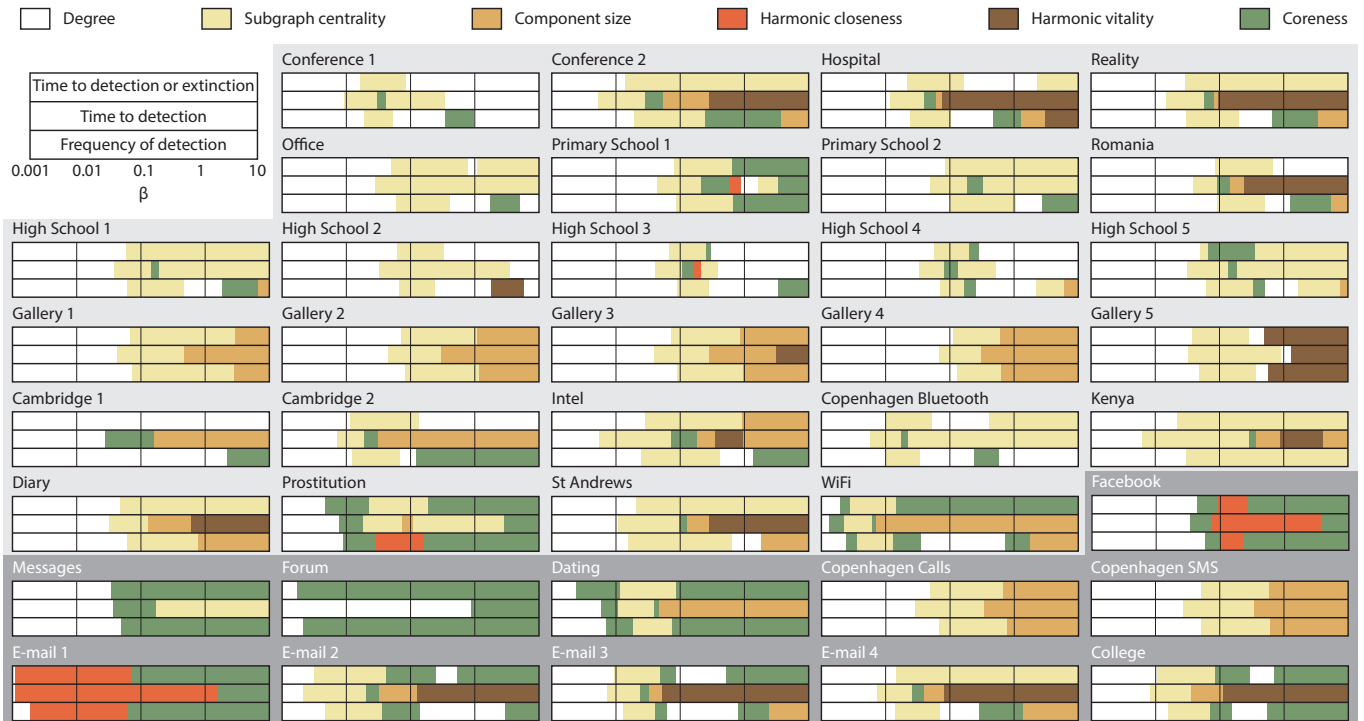 Degree Subgraph centrality Component size Harmonic closeness Harmonic vitality Coreness
Time to detection or extinction
Time to detection
Frequency of detection
0.001 0.01 0.1 1 10
β
Conference 1 Conference 2 Hospital Reality
Office Primary School 1 Primary School 2 Romania
High School 1 High School 2 High School 3 High School 4 High School 5
Gallery 1 Gallery 2 Gallery 3 Gallery 4 Gallery 5
Cambridge 1 Cambridge 2 Intel Copenhagen Bluetooth Kenya
Diary Prostitution St Andrews WiFi Facebook
Messages Forum Dating Copenhagen Calls Copenhagen SMS
E-mail 1 E-mail 2 E-mail 3 E-mail 4 College